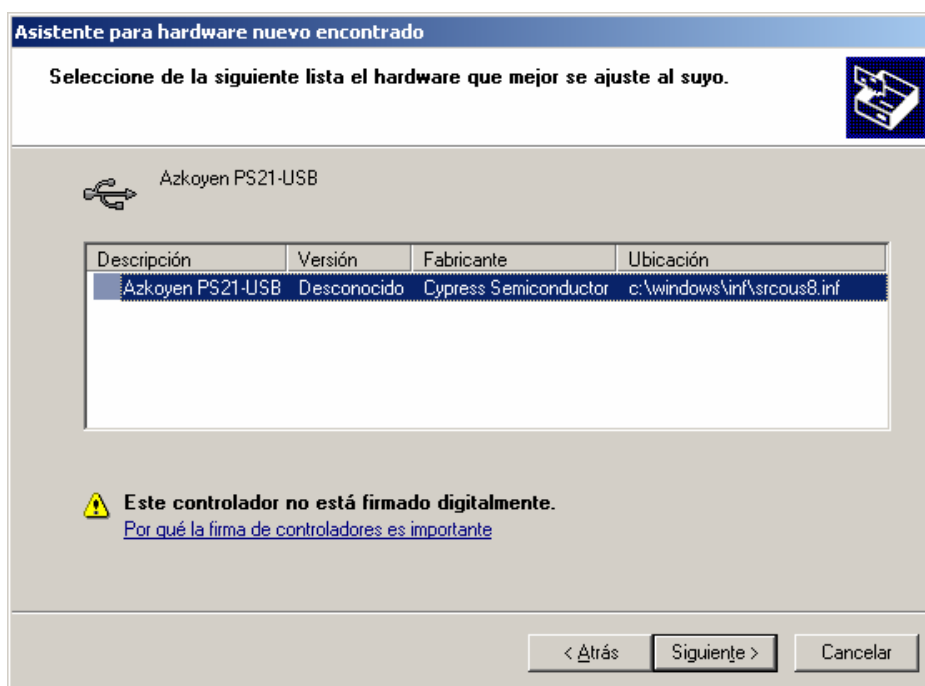 Asistente para hardware nuevo encontrado
Seleccione de la siguiente lista el hardware que mejor se ajuste al suyo.
Azkoyen PS21-USB
Descripción Versión Fabricante Ubicación
Azkoyen PS21-USB Desconocido Cypress Semiconductor c:\windows\inf\srcous8.inf
Este controlador no está firmado digitalmente.
Por qué la firma de controladores es importante
< Atrás Siguiente > Cancelar